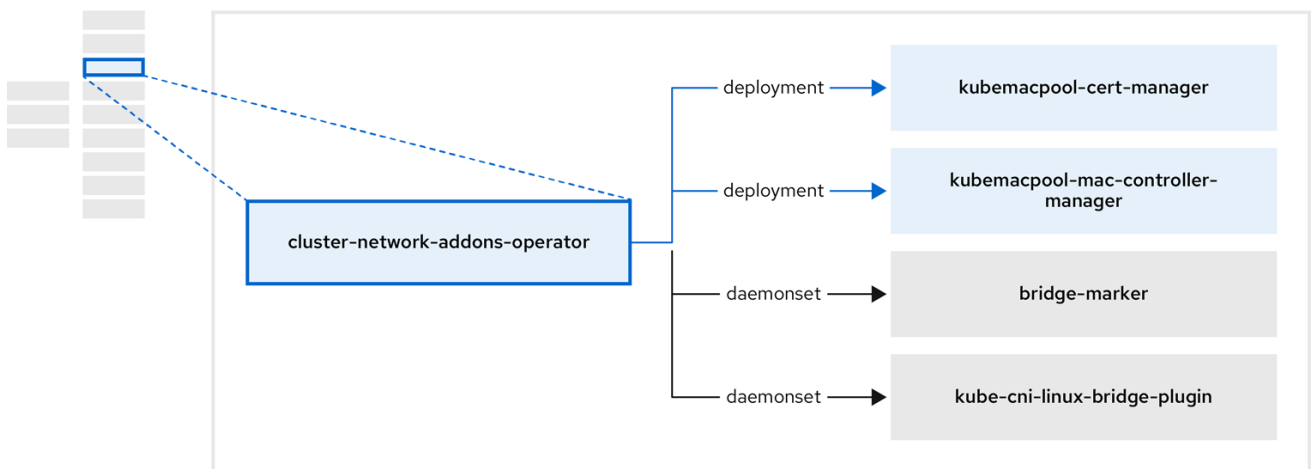 deployment
kubemacpool-cert-manager
deployment
kubemacpool-mac-controller-
manager
cluster-network-addons-operator
daemonset
bridge-marker
daemonset
kube-cni-linux-bridge-plugin